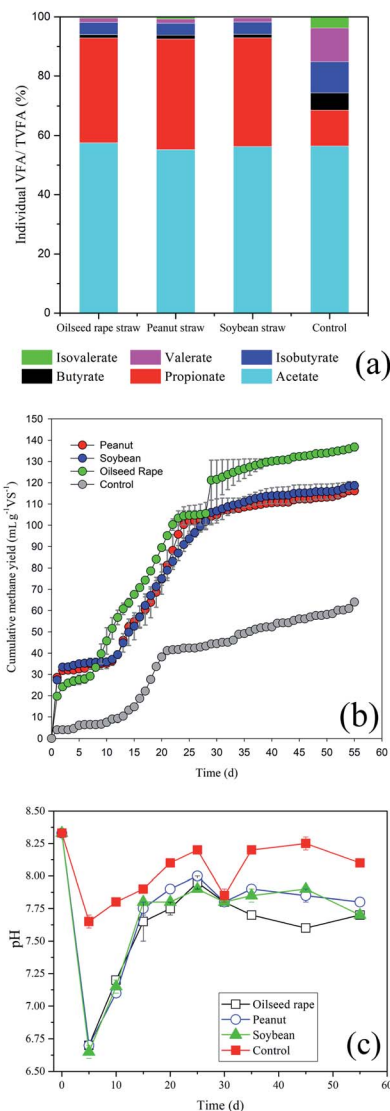 100
80
60
40
20
0
Individual VFA/ TVFA (%)
Oilseed rape straw Peanut straw Soybean straw Control
Isovalerate Valerate Isobutyrate
Butyrate Propionate Acetate
(a)
150
140
130
120
110
100
90
80
70
60
50
40
30
20
10
0
Cumulative methane yield (mLg⁻¹VS⁻¹)
Peanut
Soybean
Oilseed Rape
Control
(b)
0 5 10 15 20 25 30 35 40 45 50 55 60
Time (d)
8.50
8.25
8.00
7.75
7.50
7.25
7.00
6.75
6.50
pH
Oilseed rape
Peanut
Soybean
Control
(c)
0 10 20 30 40 50 60
Time (d)